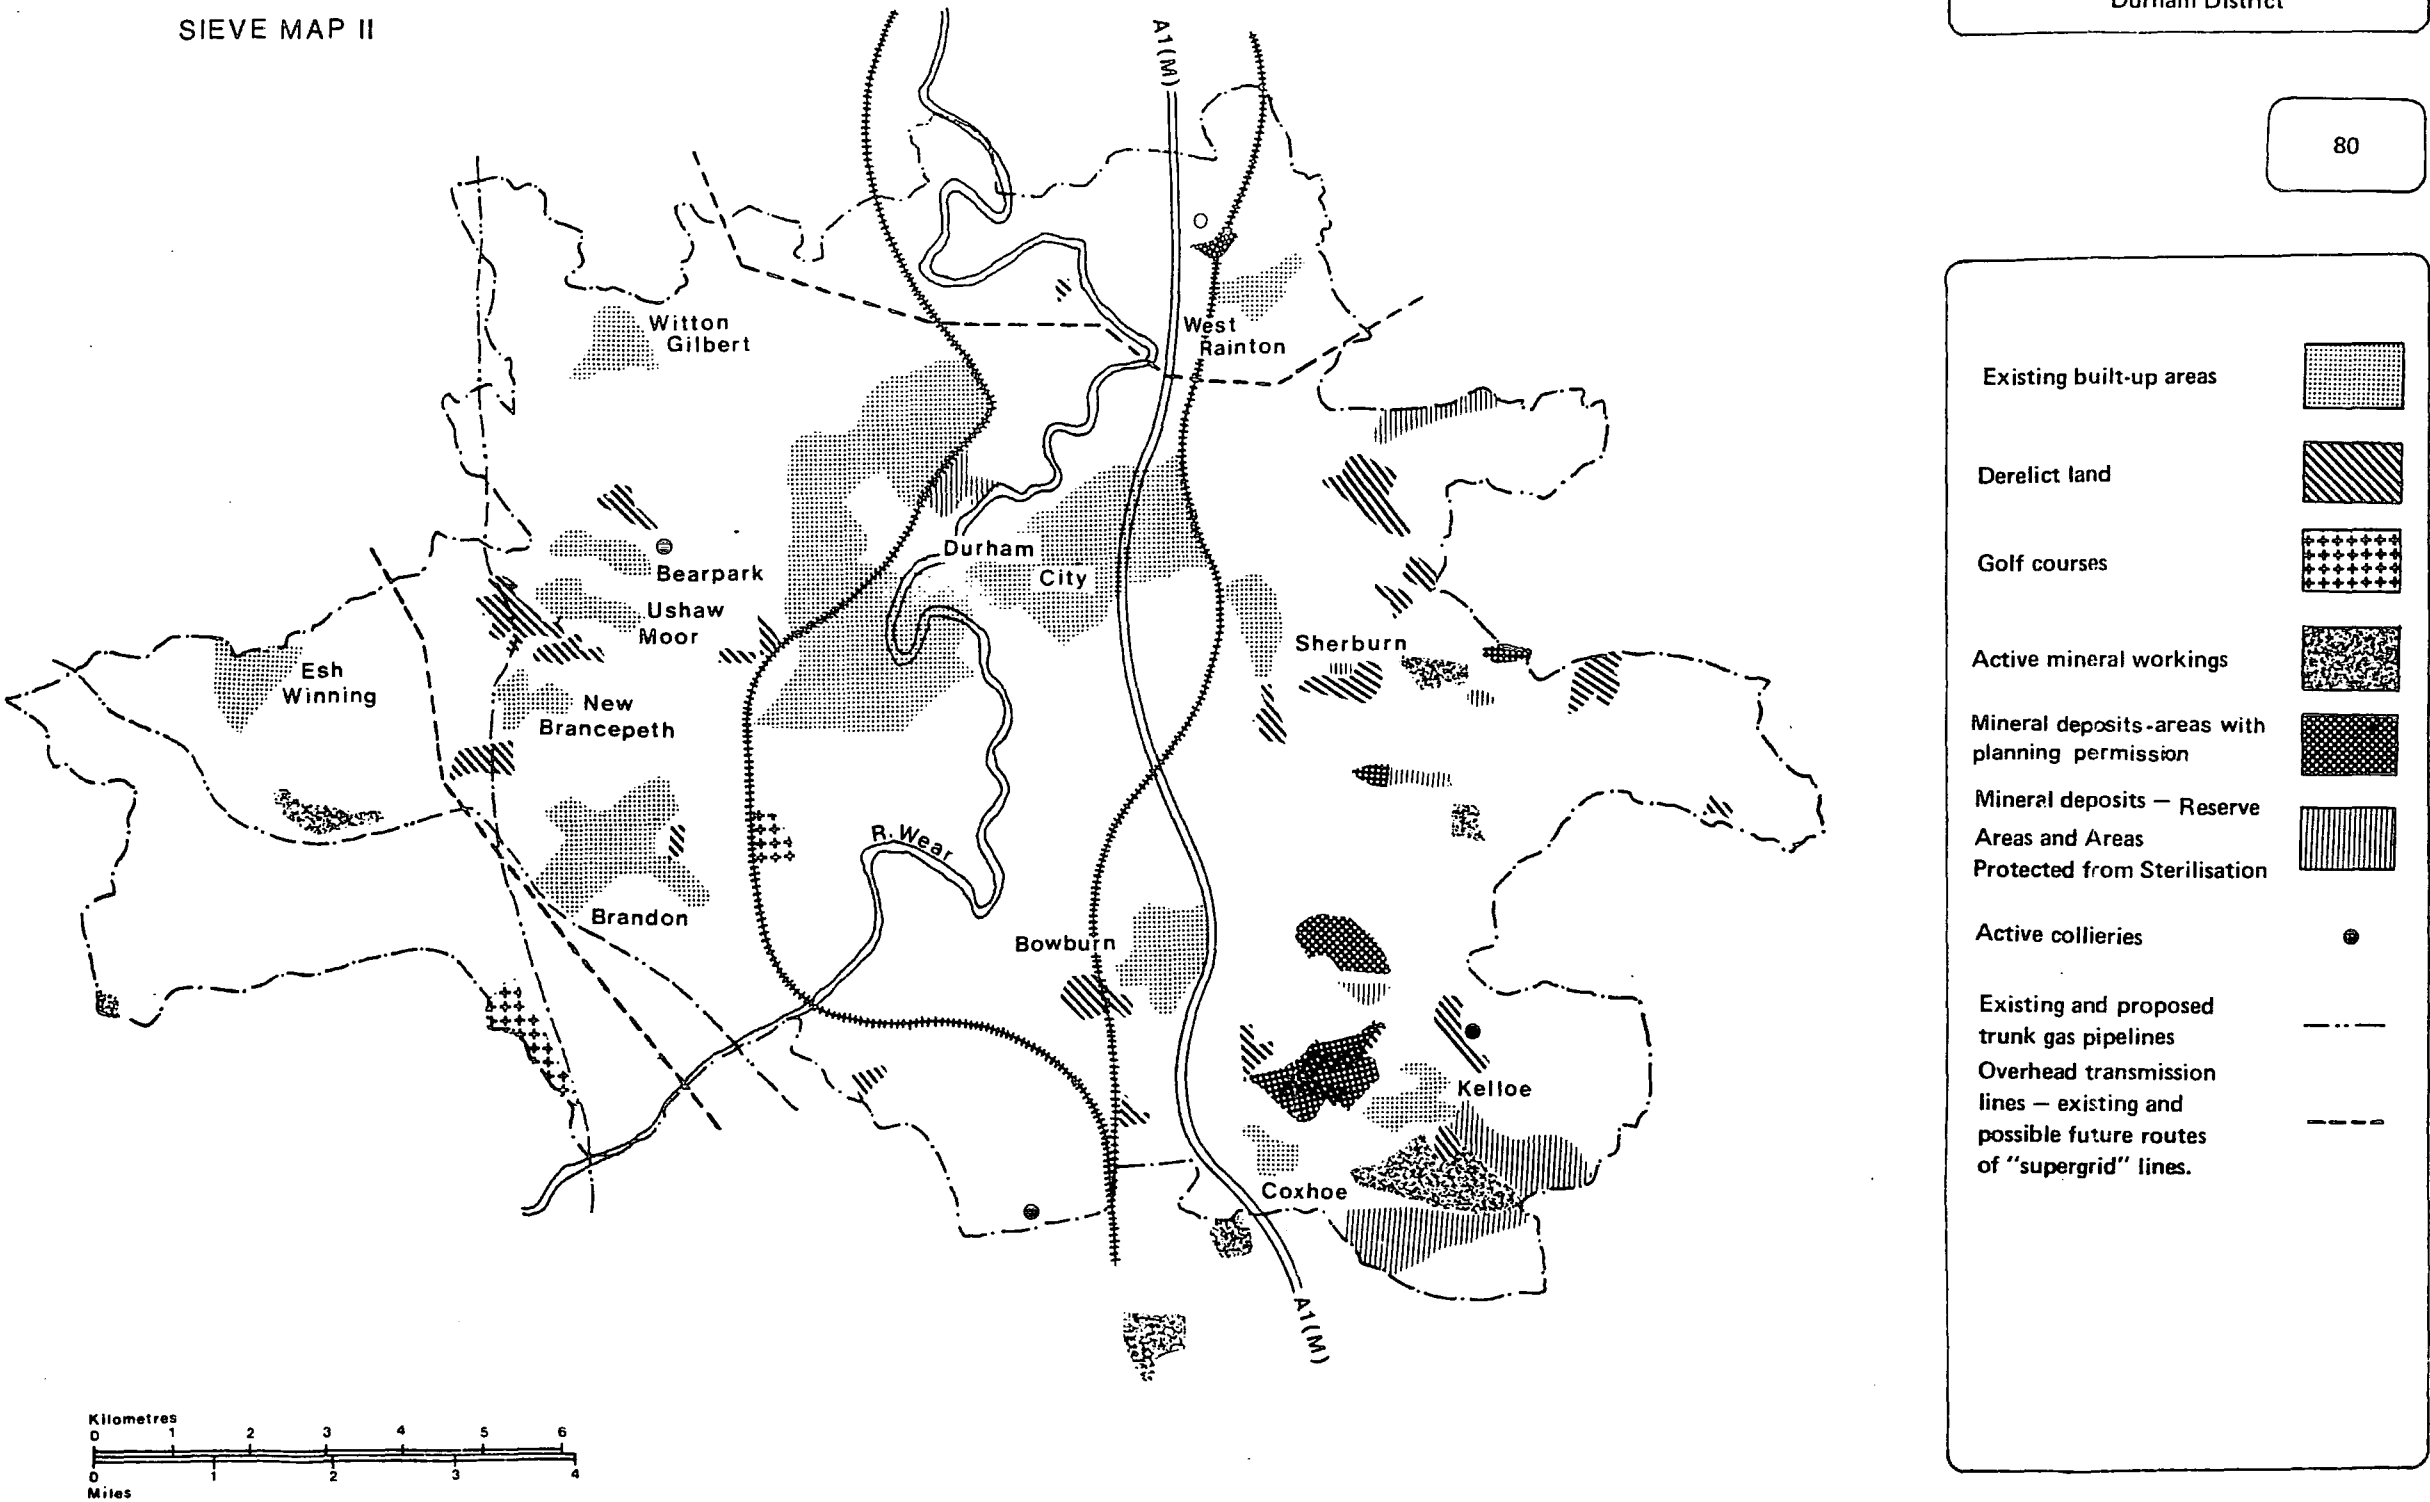 SIEVE MAP II
Durham District
80
A1(M)
Witton
Gilbert
West
Rainton
Durham
City
Bearpark
Ushaw
Moor
Esh
Winning
New
Brancepeth
Sherburn
R. Wear
Brandon
Bowburn
Kelloe
Coxhoe
A1(M)
Existing built-up areas
Derelict land
Golf courses
Active mineral workings
Mineral deposits-areas with
planning permission
Mineral deposits — Reserve
Areas and Areas
Protected from Sterilisation
Active collieries
Existing and proposed
trunk gas pipelines
Overhead transmission
lines — existing and
possible future routes
of "supergrid" lines.
Kilometres
0 1 2 3 4 5 6
0 1 2 3 4
Miles